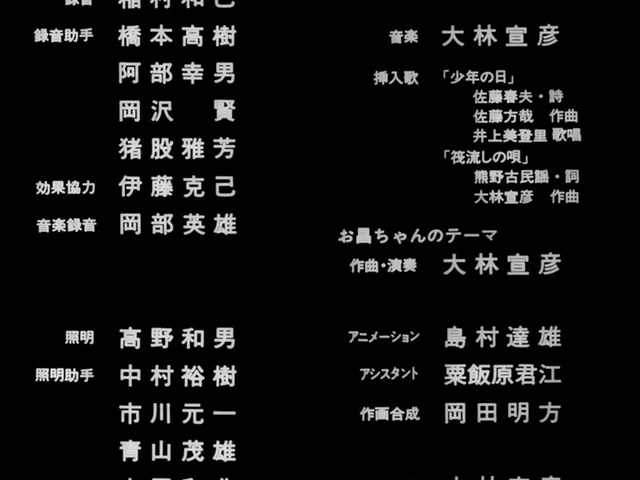 録音助手 橋本高樹
阿部幸男
岡沢 賢
猪股雅芳
効果協力 伊藤克己
音楽録音 岡部英雄
照明 高野和男
照明助手 中村裕樹
市川元一
青山茂雄
音楽 大林宣彦
挿入歌 「少年の日」
佐藤春夫・詩
佐藤方哉 作曲
井上美登里 歌唱
「筏流しの唄」
熊野古民謡・詞
大林宣彦 作曲
お昌ちゃんのテーマ
作曲・演奏 大林宣彦
アニメーション 島村達雄
アシスタント 粟飯原君江
作画合成 岡田明方